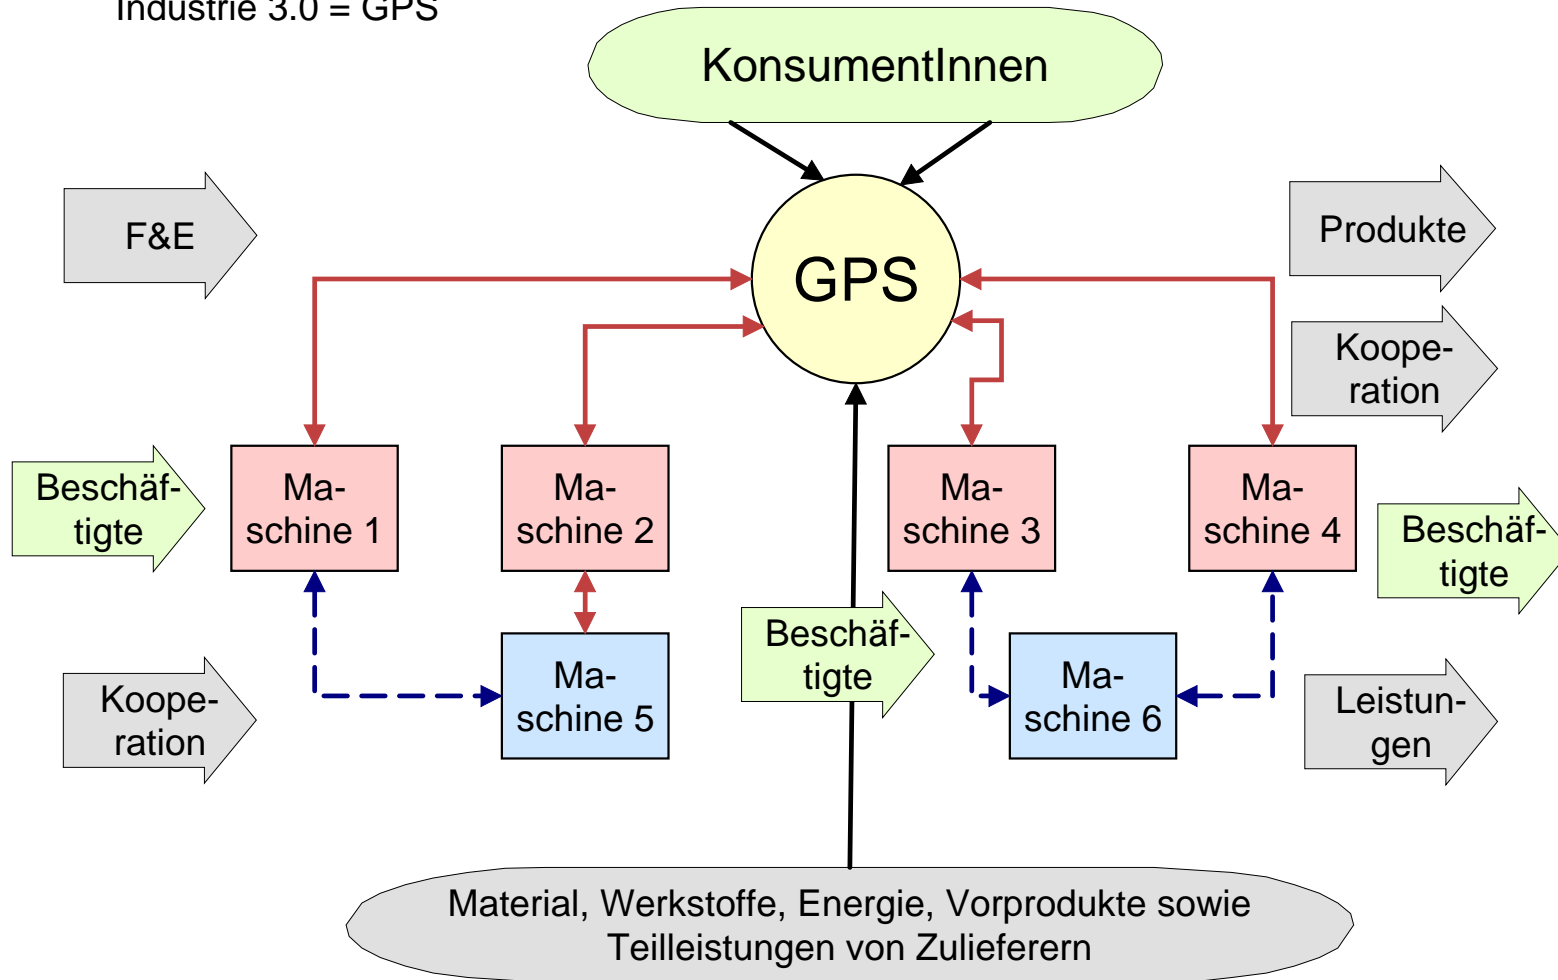 Industrie 3.0 = GPS
KonsumentInnen
F&E
GPS
Produkte
Koope-
ration
Beschäf-
tigte
Ma-
schine 1
Ma-
schine 2
Ma-
schine 3
Ma-
schine 4
Beschäf-
tigte
Beschäf-
tigte
Koope-
ration
Ma-
schine 5
Ma-
schine 6
Leistun-
gen
Material, Werkstoffe, Energie, Vorprodukte sowie
Teilleistungen von Zulieferern